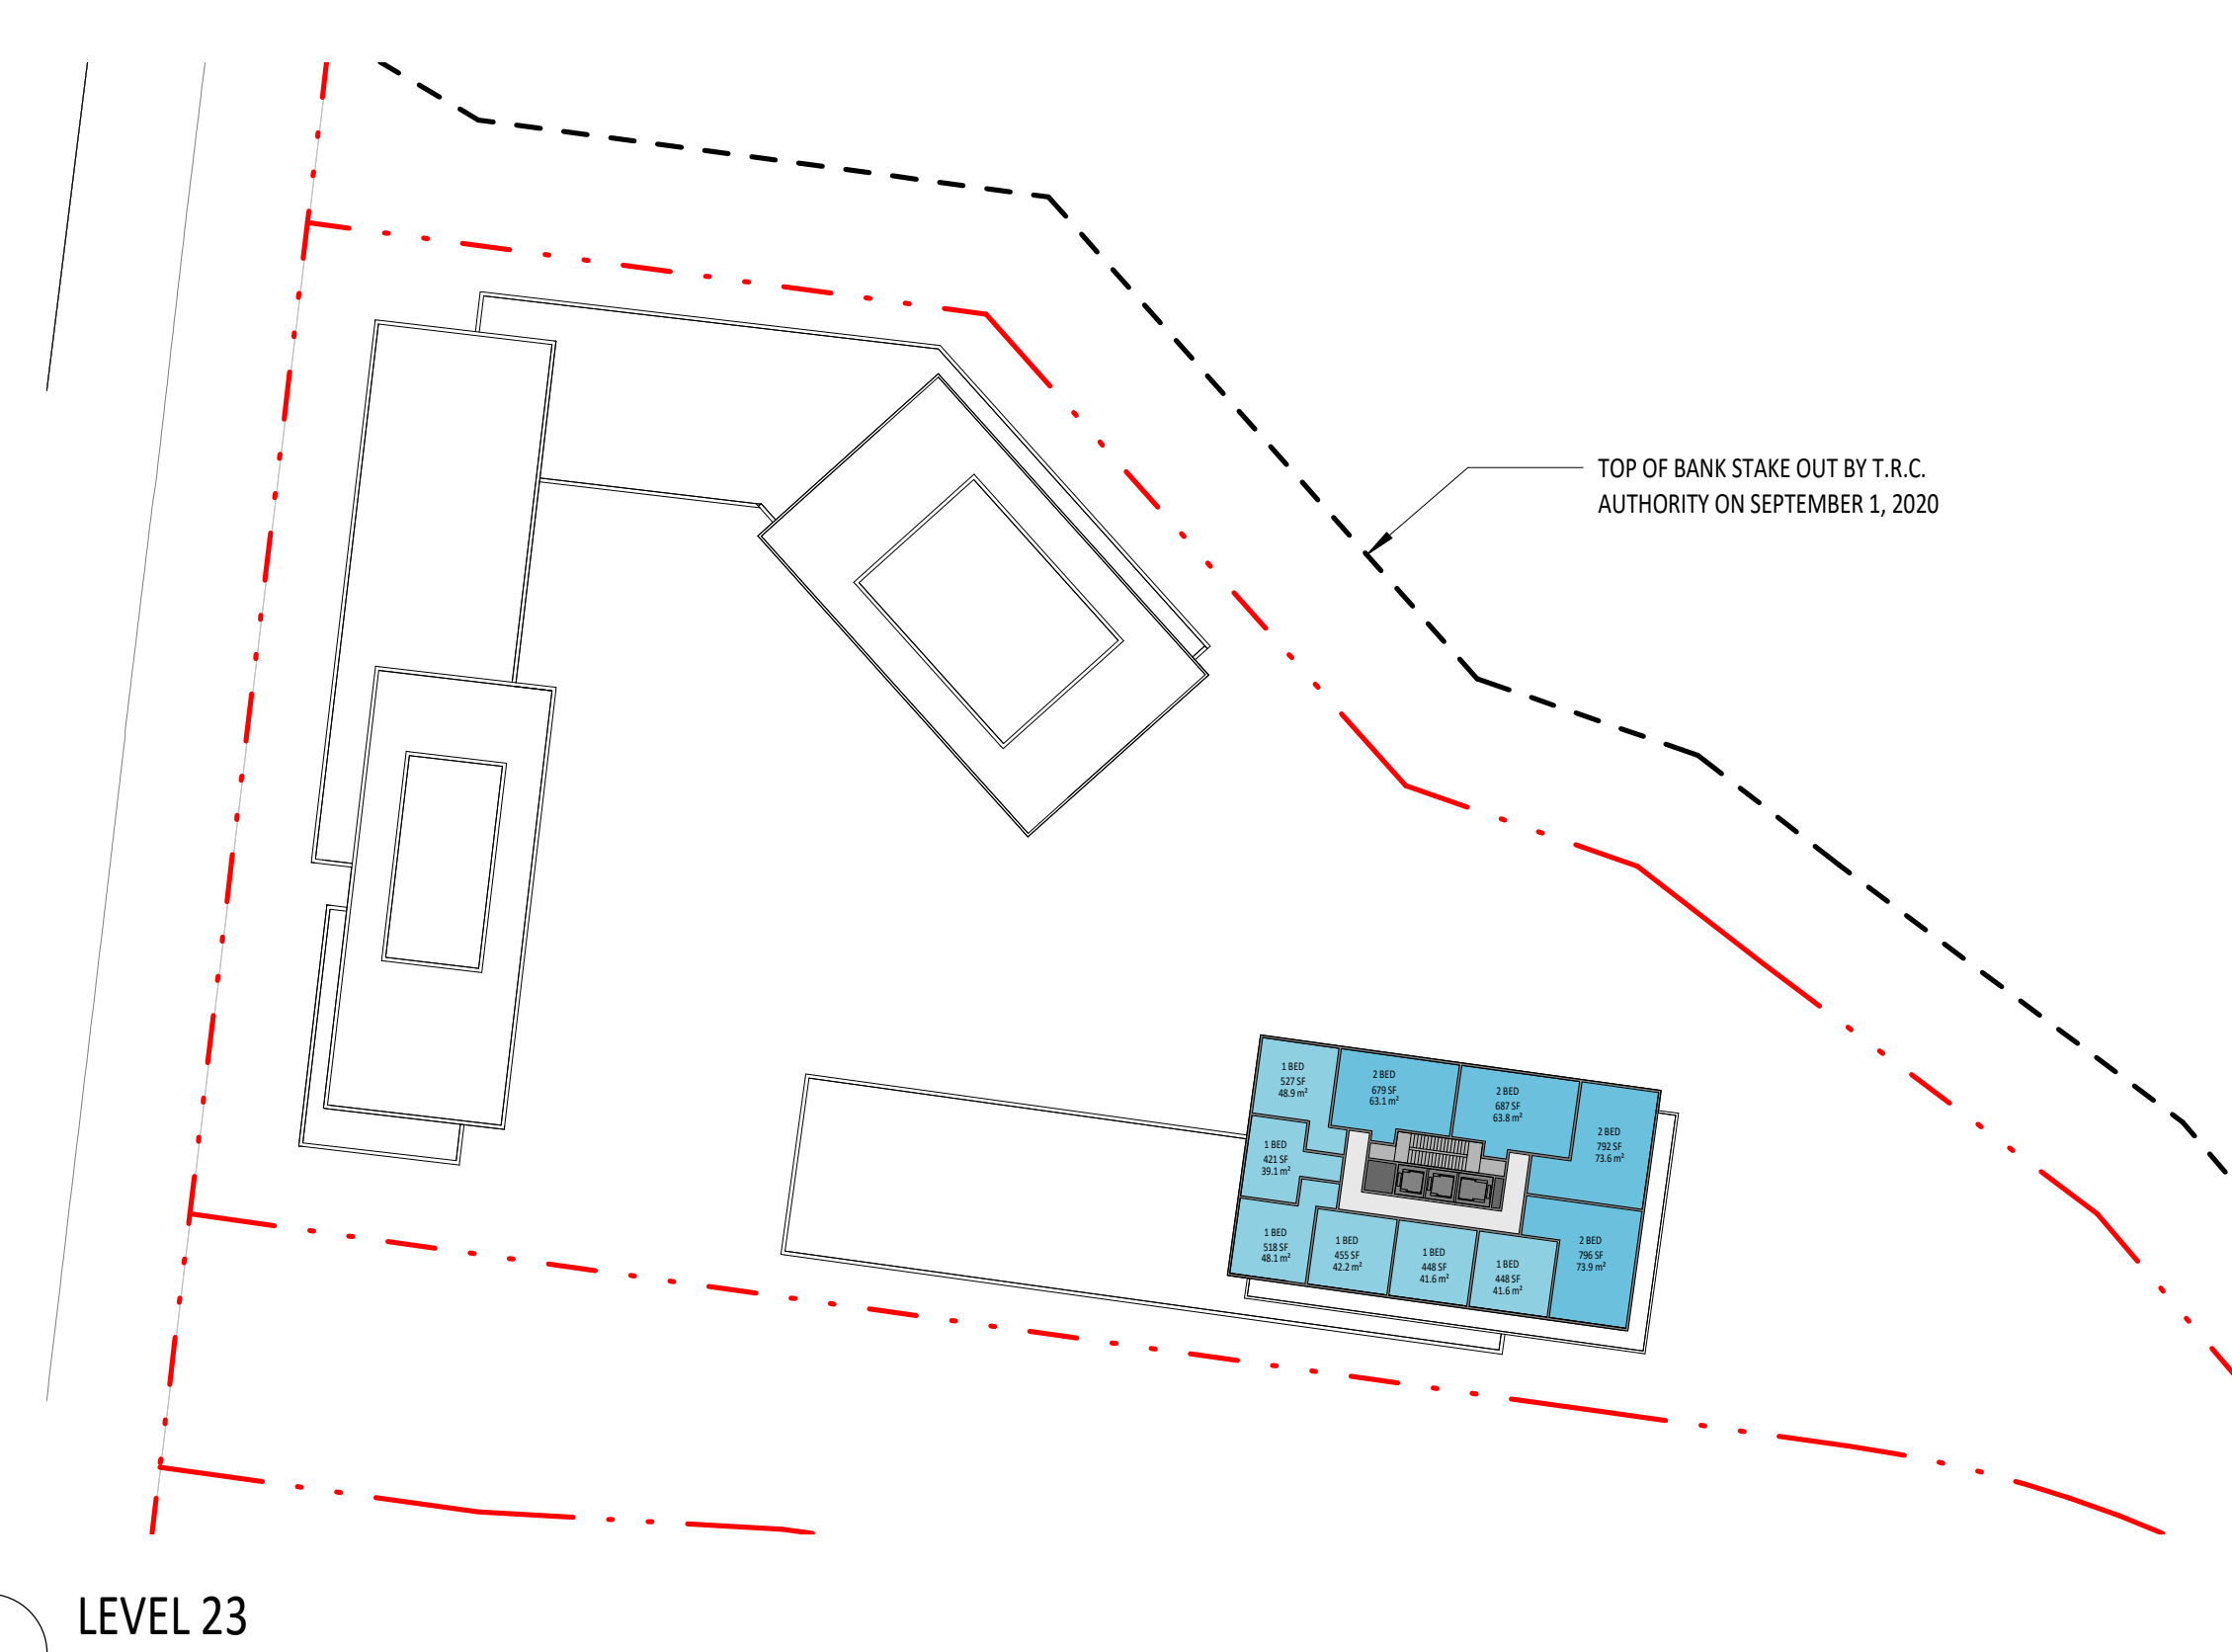 TOP OF BANK STAKE OUT BY T.R.C.
AUTHORITY ON SEPTEMBER 1, 2020
1 BED
527 SF
48.9 m²
2 BED
679 SF
63.1 m²
2 BED
687 SF
63.8 m²
2 BED
792 SF
73.6 m²
1 BED
421 SF
39.1 m²
1 BED
518 SF
48.1 m²
1 BED
455 SF
42.2 m²
1 BED
448 SF
41.6 m²
1 BED
448 SF
41.6 m²
2 BED
796 SF
73.9 m²
LEVEL 23